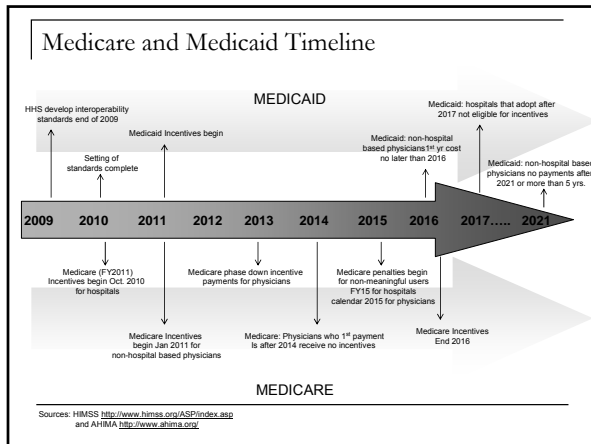 Medicare and Medicaid Timeline
MEDICAID
HHS develop interoperability
standards end of 2009
Setting of
standards complete
Medicaid Incentives begin
Medicaid: non-hospital
based physicians1st yr cost
no later than 2016
Medicaid: hospitals that adopt after
2017 not eligible for incentives
Medicaid: non-hospital based
physicians no payments after
2021 or more than 5 yrs.
2009 2010 2011 2012 2013 2014 2015 2016 2017….. 2021
Medicare (FY2011)
Incentives begin Oct. 2010
for hospitals
Medicare Incentives
begin Jan 2011 for
non-hospital based physicians
Medicare phase down incentive
payments for physicians
Medicare: Physicians who 1st payment
Is after 2014 receive no incentives
Medicare penalties begin
for non-meaningful users
FY15 for hospitals
calendar 2015 for physicians
Medicare Incentives
End 2016
MEDICARE
Sources: HIMSS http://www.himss.org/ASP/index.asp
and AHIMA http://www.ahima.org/